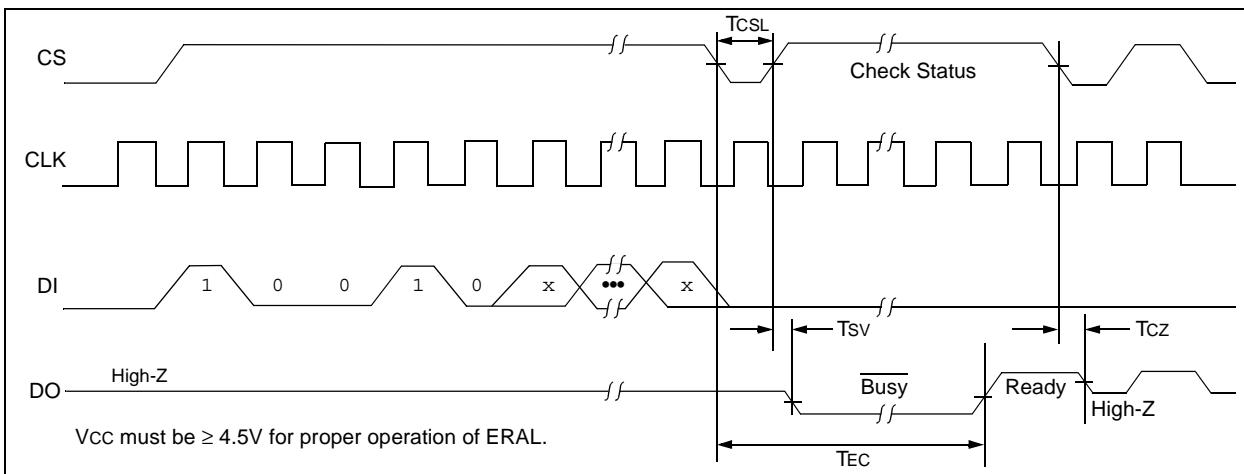 TCSL
CS
Check Status
CLK
DI
1 0 0 1 0 x ••• x
TSV
TCZ
High-Z
DO
Busy
Ready
High-Z
VCC must be ≥ 4.5V for proper operation of ERAL.
TEC